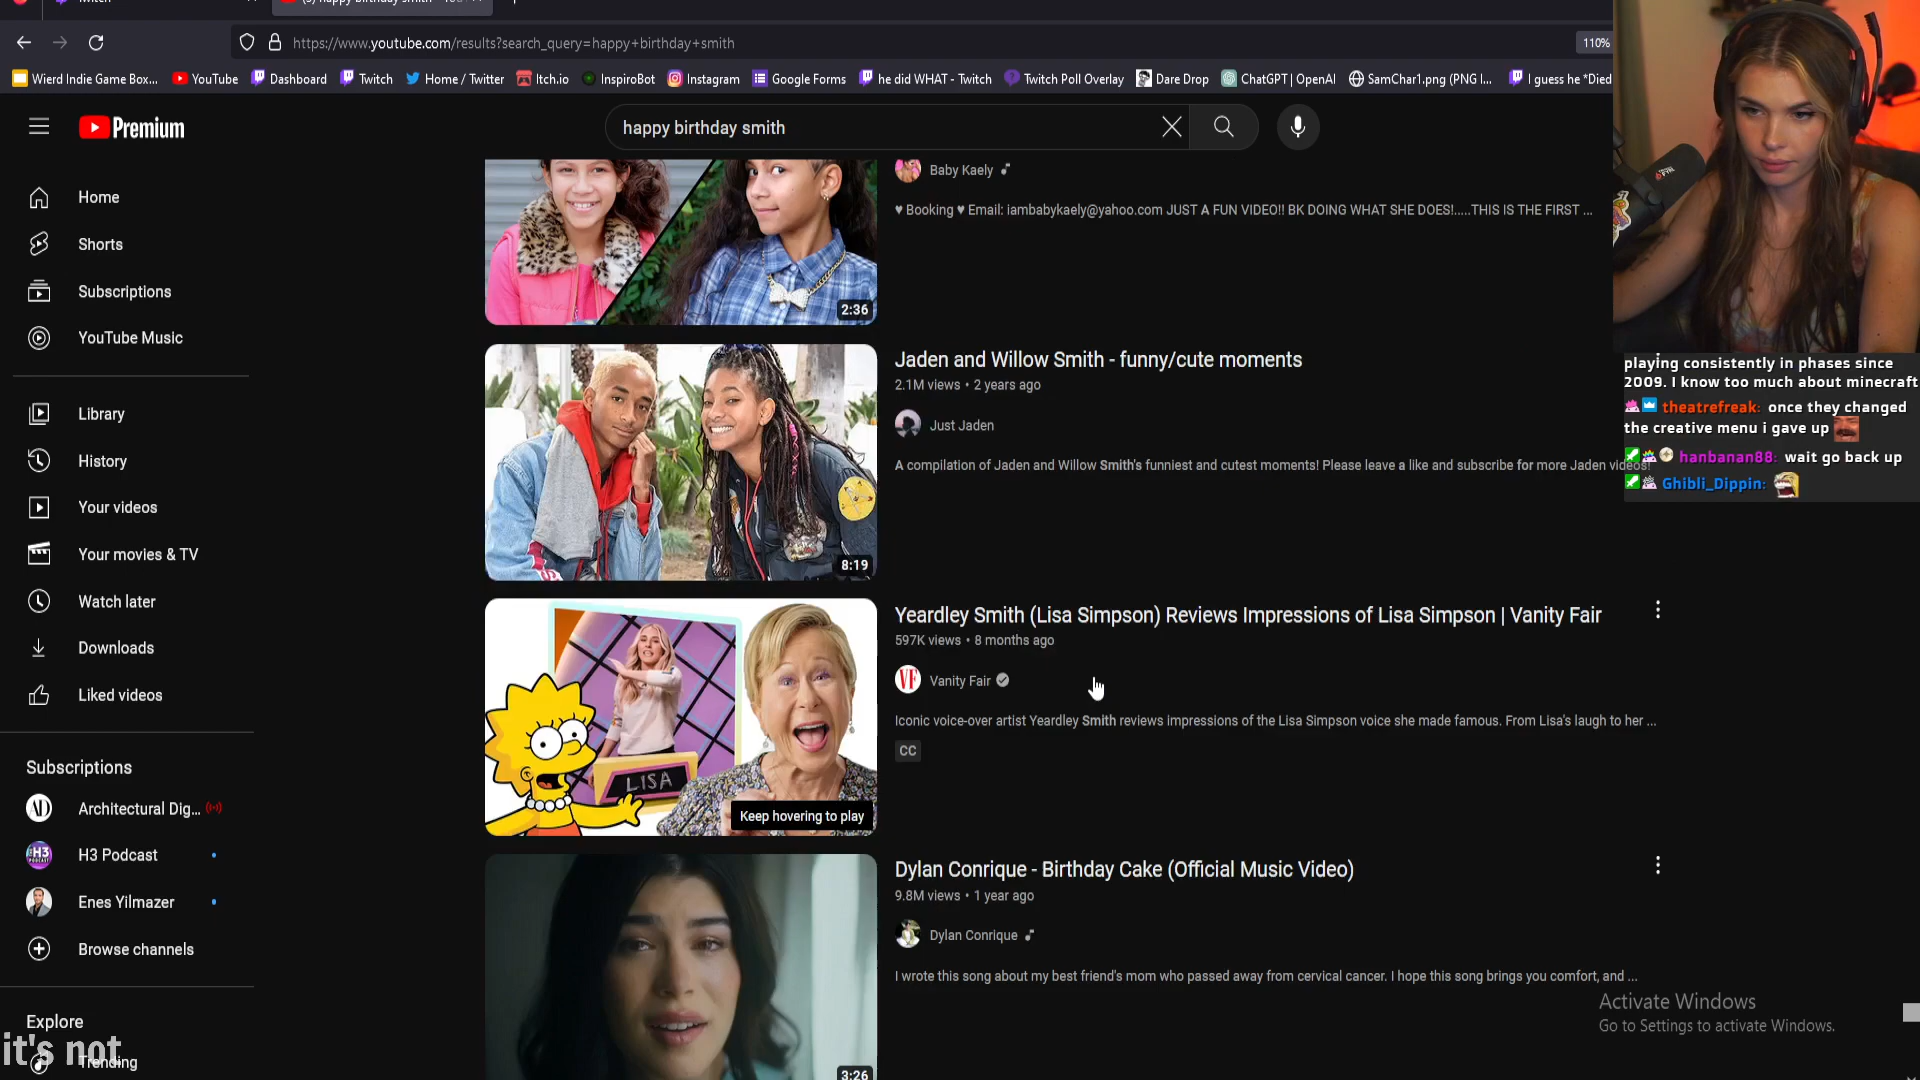 Twitch
(5) happy birthday smith - YouTu
https://www.youtube.com/results?search_query=happy+birthday+smith
110%
Wierd Indie Game Box...
YouTube
Dashboard
Twitch
Home / Twitter
Itch.io
InspiroBot
Instagram
Google Forms
he did WHAT - Twitch
Twitch Poll Overlay
Dare Drop
ChatGPT | OpenAI
SamChar1.png (PNG I...
I guess he *Died
Premium
happy birthday smith
Home
Shorts
Subscriptions
YouTube Music
Library
History
Your videos
Your movies & TV
Watch later
Downloads
Liked videos
Subscriptions
Architectural Dig...
H3 Podcast
Enes Yilmazer
Browse channels
Explore
Trending
it's not
2:36
Baby Kaely
♥ Booking ♥ Email: iambabykaely@yahoo.com JUST A FUN VIDEO!! BK DOING WHAT SHE DOES!.....THIS IS THE FIRST ...
8:19
Jaden and Willow Smith - funny/cute moments
2.1M views • 2 years ago
Just Jaden
A compilation of Jaden and Willow Smith's funniest and cutest moments! Please leave a like and subscribe for more Jaden videos!
LISA
Keep hovering to play
Yeardley Smith (Lisa Simpson) Reviews Impressions of Lisa Simpson | Vanity Fair
597K views • 8 months ago
VF
Vanity Fair
Iconic voice-over artist Yeardley Smith reviews impressions of the Lisa Simpson voice she made famous. From Lisa's laugh to her ...
CC
3:26
Dylan Conrique - Birthday Cake (Official Music Video)
9.8M views • 1 year ago
Dylan Conrique
I wrote this song about my best friend's mom who passed away from cervical cancer. I hope this song brings you comfort, and ...
playing consistently in phases since
2009. I know too much about minecraft
theatrefreak: once they changed
the creative menu i gave up
hanbanan88: wait go back up
Ghibli_Dippin:
Activate Windows
Go to Settings to activate Windows.